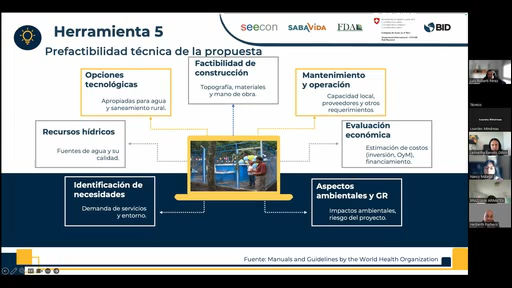 Herramienta 5
seecon
SABAVIDA
FDAL
BID
Prefactibilidad técnica de la propuesta
Opciones
tecnológicas
Apropiadas para agua
y saneamiento rural.
Factibilidad de
construcción
Topografía, materiales
y mano de obra.
Mantenimiento
y operación
Capacidad local,
proveedores y otros
requerimientos.
Recursos hídricos
Fuentes de agua y su
calidad.
Evaluación
económica
Estimación de costos
(inversión, OyM),
financiamiento.
Identificación de
necesidades
Demanda de servicios
y entorno.
Aspectos
ambientales y GR
Impactos ambientales,
riesgo del proyecto.
Fuente: Manuals and Guidelines by the World Health Organization